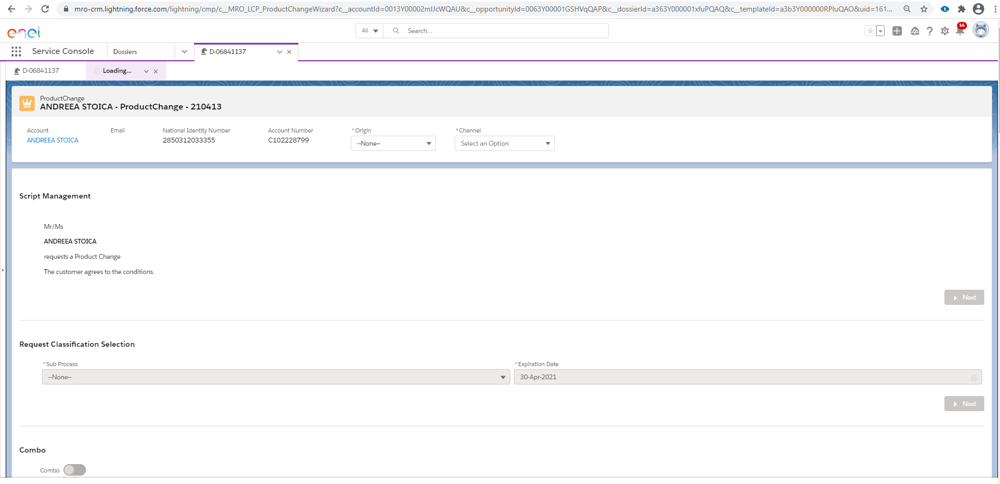 mro-crm.lightning.force.com/lightning/cmp/c__MRO_LCP_ProductChangeWizard?c__accountId=0013Y00002mIJcWQAU&c__opportunityId=0063Y00001GSHVqQAP&c__dossierId=a363Y000001xfuPQAQ&c__templateId=a3b3Y000000RPluQAO&uid=161...
enel
All
Search...
14
Service Console
Dossiers
D-06841137
D-06841137
Loading...
ProductChange
ANDREEA STOICA - ProductChange - 210413
Account
Email
National Identity Number
Account Number
*Origin
*Channel
ANDREEA STOICA
2850312033355
C102228799
--None--
Select an Option
Script Management
Mr/Ms
ANDREEA STOICA
requests a Product Change
The customer agrees to the conditions.
Next
Request Classification Selection
*Sub Process
*Expiration Date
--None--
30-Apr-2021
Next
Combo
Combo